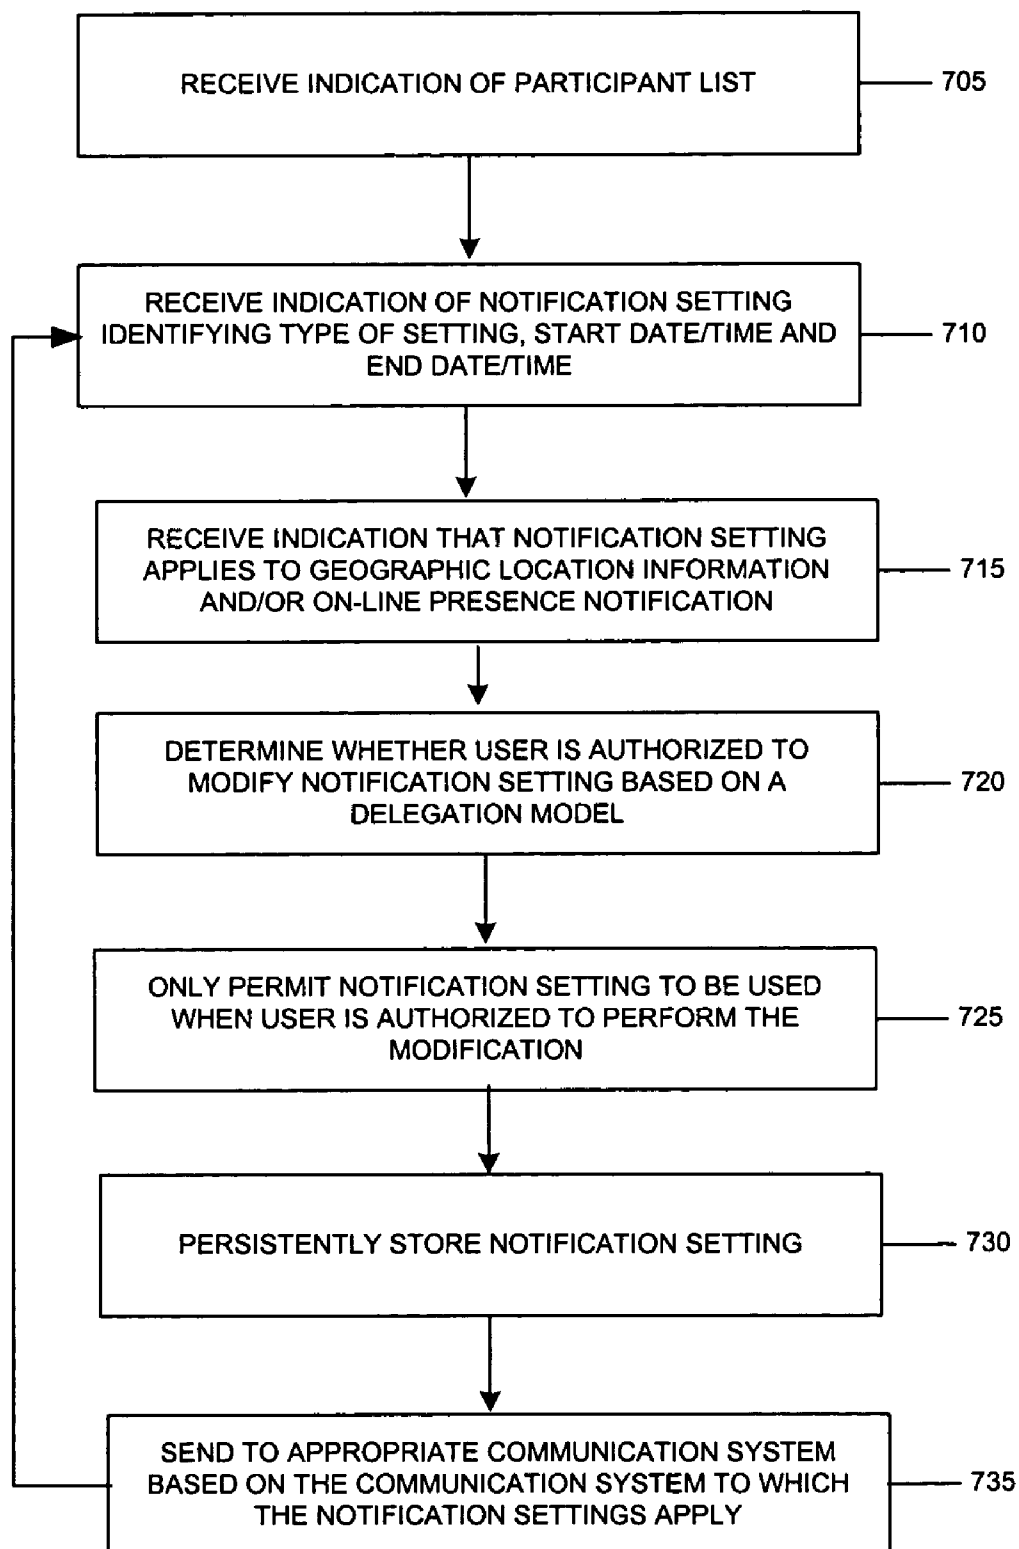 RECEIVE INDICATION OF PARTICIPANT LIST
705
RECEIVE INDICATION OF NOTIFICATION SETTING
IDENTIFYING TYPE OF SETTING, START DATE/TIME AND
END DATE/TIME
710
RECEIVE INDICATION THAT NOTIFICATION SETTING
APPLIES TO GEOGRAPHIC LOCATION INFORMATION
AND/OR ON-LINE PRESENCE NOTIFICATION
715
DETERMINE WHETHER USER IS AUTHORIZED TO
MODIFY NOTIFICATION SETTING BASED ON A
DELEGATION MODEL
720
ONLY PERMIT NOTIFICATION SETTING TO BE USED
WHEN USER IS AUTHORIZED TO PERFORM THE
MODIFICATION
725
PERSISTENTLY STORE NOTIFICATION SETTING
730
SEND TO APPROPRIATE COMMUNICATION SYSTEM
BASED ON THE COMMUNICATION SYSTEM TO WHICH
THE NOTIFICATION SETTINGS APPLY
735